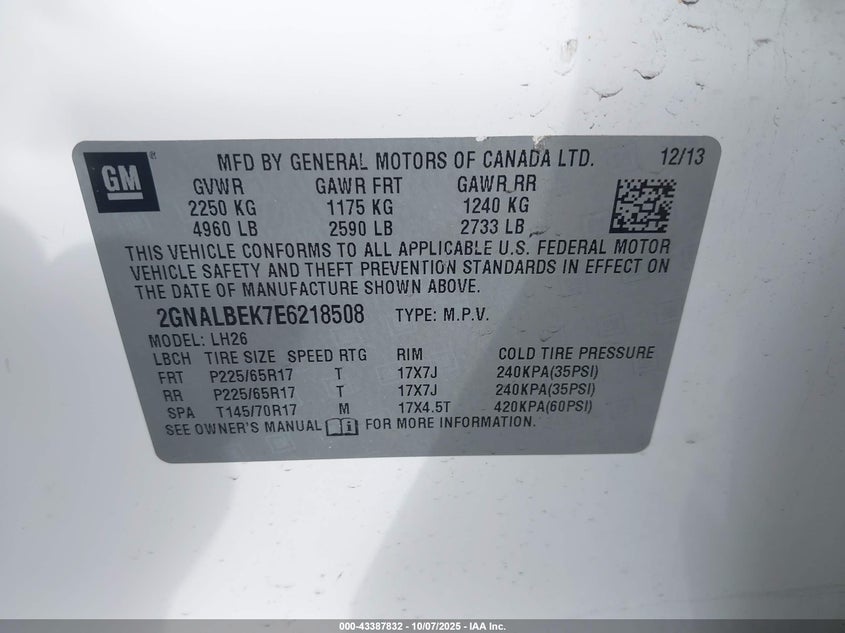 GM ®
MFD BY GENERAL MOTORS OF CANADA LTD. 12/13
GVWR GAWR FRT GAWR RR
2250 KG 1175 KG 1240 KG
4960 LB 2590 LB 2733 LB
THIS VEHICLE CONFORMS TO ALL APPLICABLE U.S. FEDERAL MOTOR
VEHICLE SAFETY AND THEFT PREVENTION STANDARDS IN EFFECT ON
THE DATE OF MANUFACTURE SHOWN ABOVE.
2GNALBEK7E6218508 TYPE: M.P.V.
MODEL: LH26
LBCH TIRE SIZE SPEED RTG RIM COLD TIRE PRESSURE
FRT P225/65R17 T 17X7J 240KPA(35PSI)
RR P225/65R17 T 17X7J 240KPA(35PSI)
SPA T145/70R17 M 17X4.5T 420KPA(60PSI)
SEE OWNER'S MANUAL FOR MORE INFORMATION.
000-43387832 - 10/07/2025 - IAA Inc.